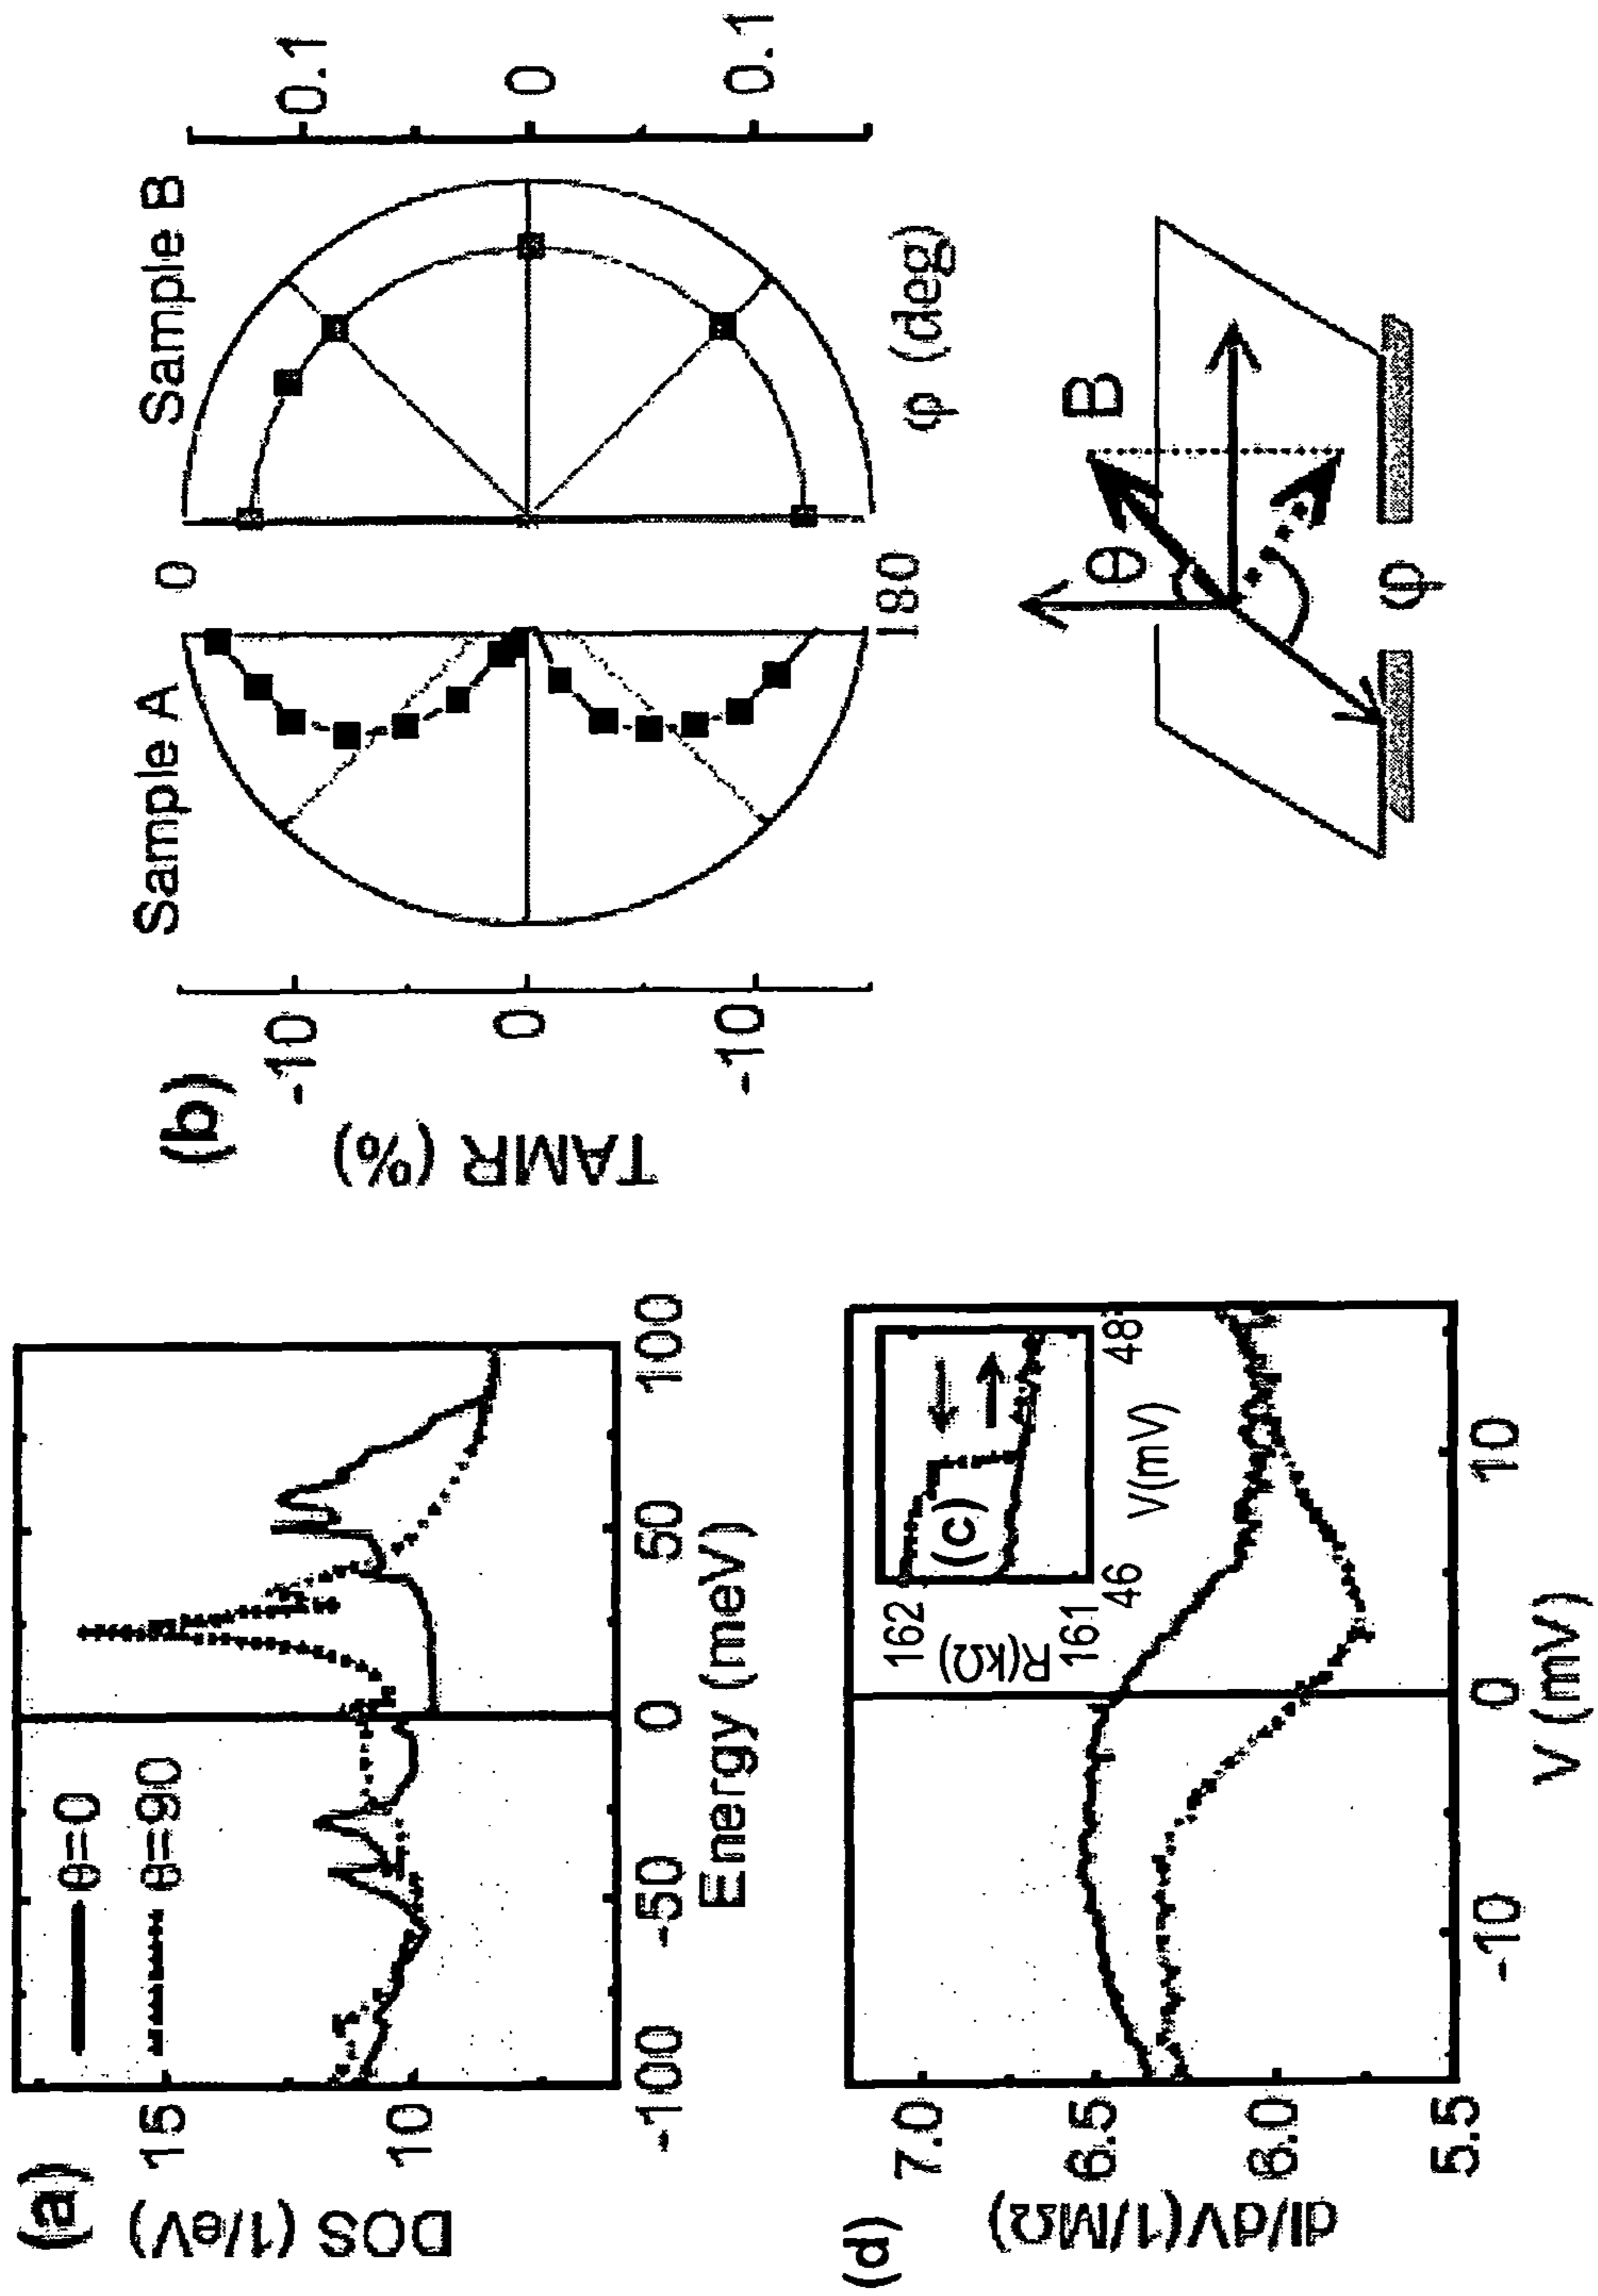 (a)
θ=0
θ=90
DOS (1/eV)
15
10
-100
-50
0
50
100
Energy (meV)
(b)
Sample A
Sample B
TAMR (%)
-10
0
-10
0
180
0.1
0
0.1
φ (deg)
θ
B
φ
(d)
dI/dV(1/MΩ)
7.0
6.5
6.0
5.5
-10
0
10
V (mV)
(c)
162
R(kΩ)
161
46
48
V(mV)